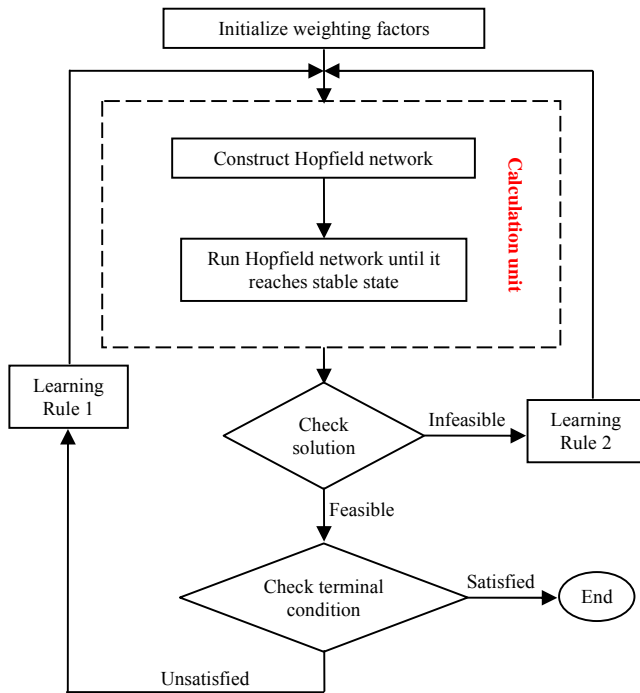 Initialize weighting factors
Construct Hopfield network
Calculation unit
Run Hopfield network until it
reaches stable state
Learning
Rule 1
Check
solution
Infeasible
Learning
Rule 2
Feasible
Check terminal
condition
Satisfied
End
Unsatisfied